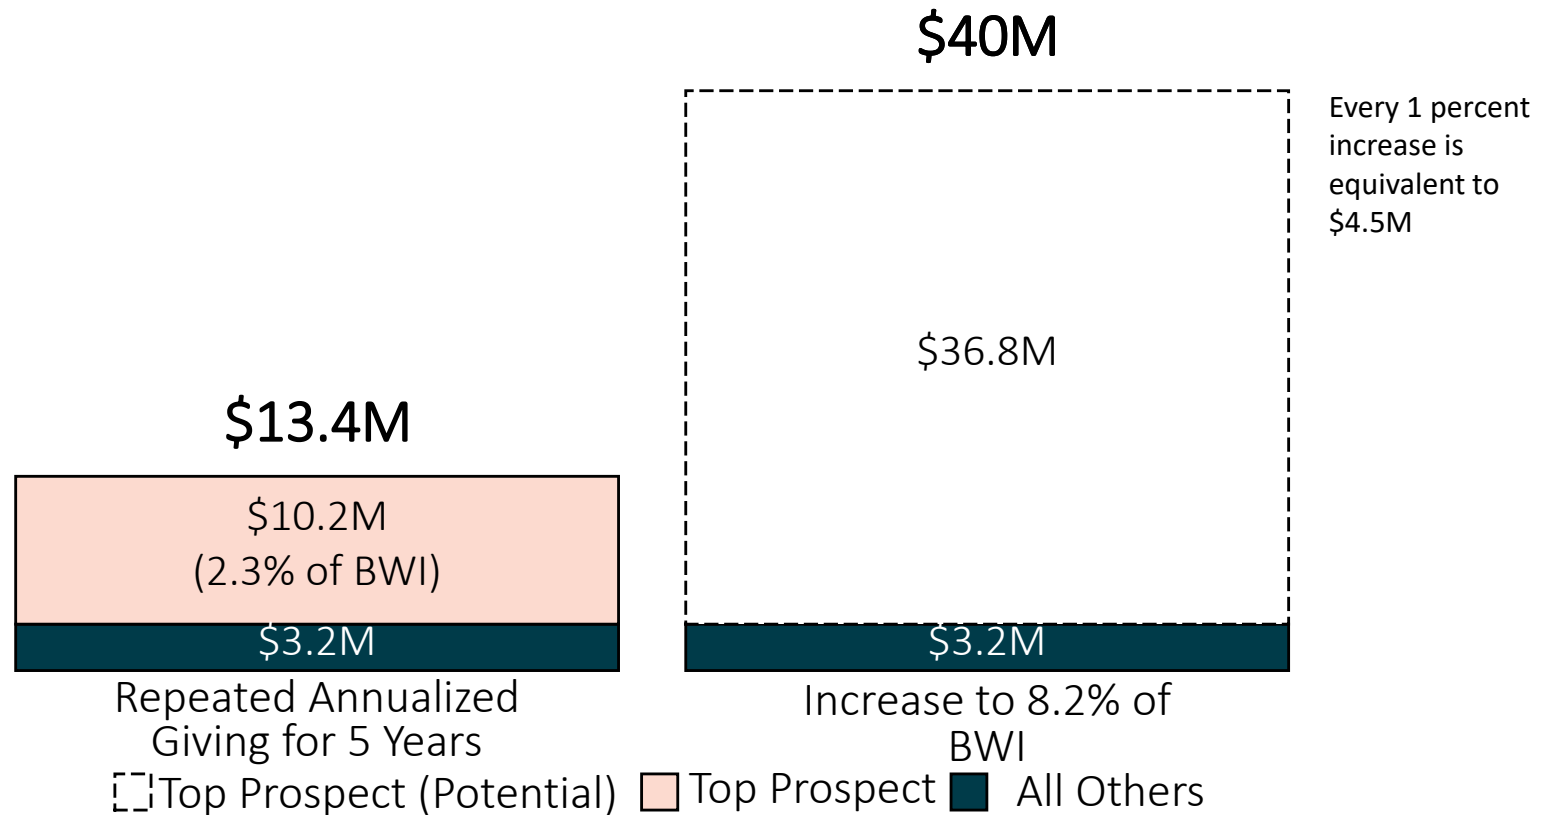 $40M
Every 1 percent
increase is
equivalent to
$4.5M
$36.8M
$13.4M
$10.2M
(2.3% of BWI)
$3.2M
$3.2M
Repeated Annualized
Giving for 5 Years
Increase to 8.2% of
BWI
Top Prospect (Potential)
Top Prospect
All Others